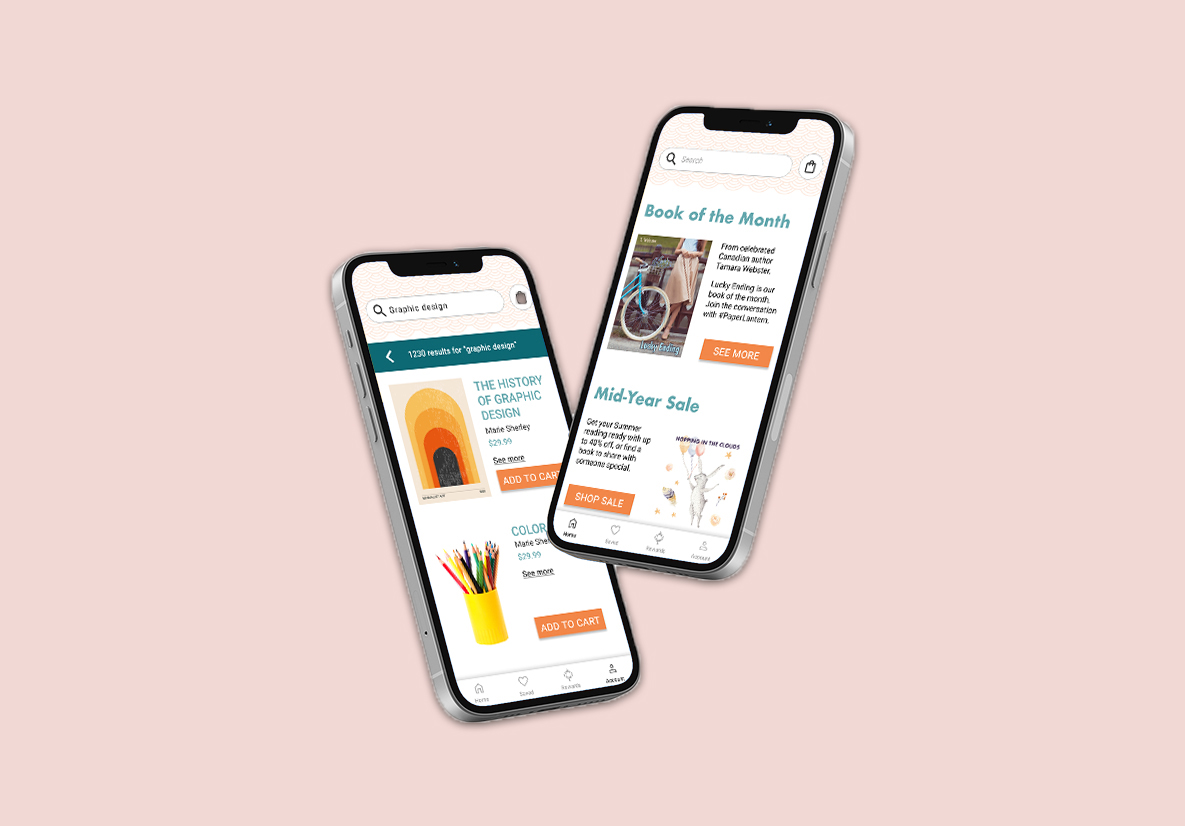 Search
Book of the Month
From celebrated
Canadian author
Tamara Webster.
Lucky Ending is our
book of the month.
Join the conversation
with #PaperLantern.
Lucky Ending
SEE MORE
Mid-Year Sale
Get your Summer
reading ready with up
to 40% off, or find a
book to share with
someone special.
HOPPING IN THE CLOUDS
SHOP SALE
Home
Saved
Rewards
Account
Graphic design
1230 results for "graphic design"
THE HISTORY
OF GRAPHIC
DESIGN
Marie Sherley
$29.99
See more
ADD TO CART
COLOR
Marie She
$29.99
See more
ADD TO CART
Home
Saved
Rewards
Account